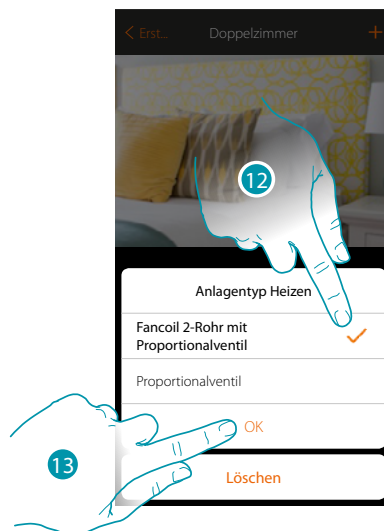 Erst... Doppelzimmer +
12
Anlagentyp Heizen
Fancoil 2-Rohr mit
Proportionalventil
Proportionalventil
OK
13
Löschen